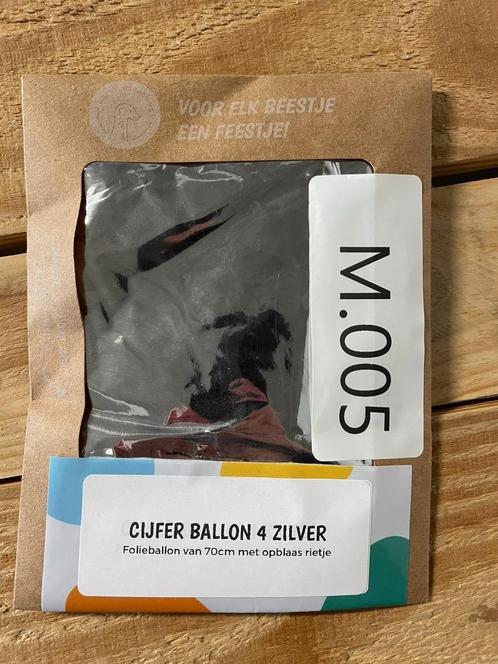 VOOR ELK BEESTJE
EEN FEESTJE!
M.005
CIJFER BALLON 4 ZILVER
Folieballon van 70cm met opblaas rietje